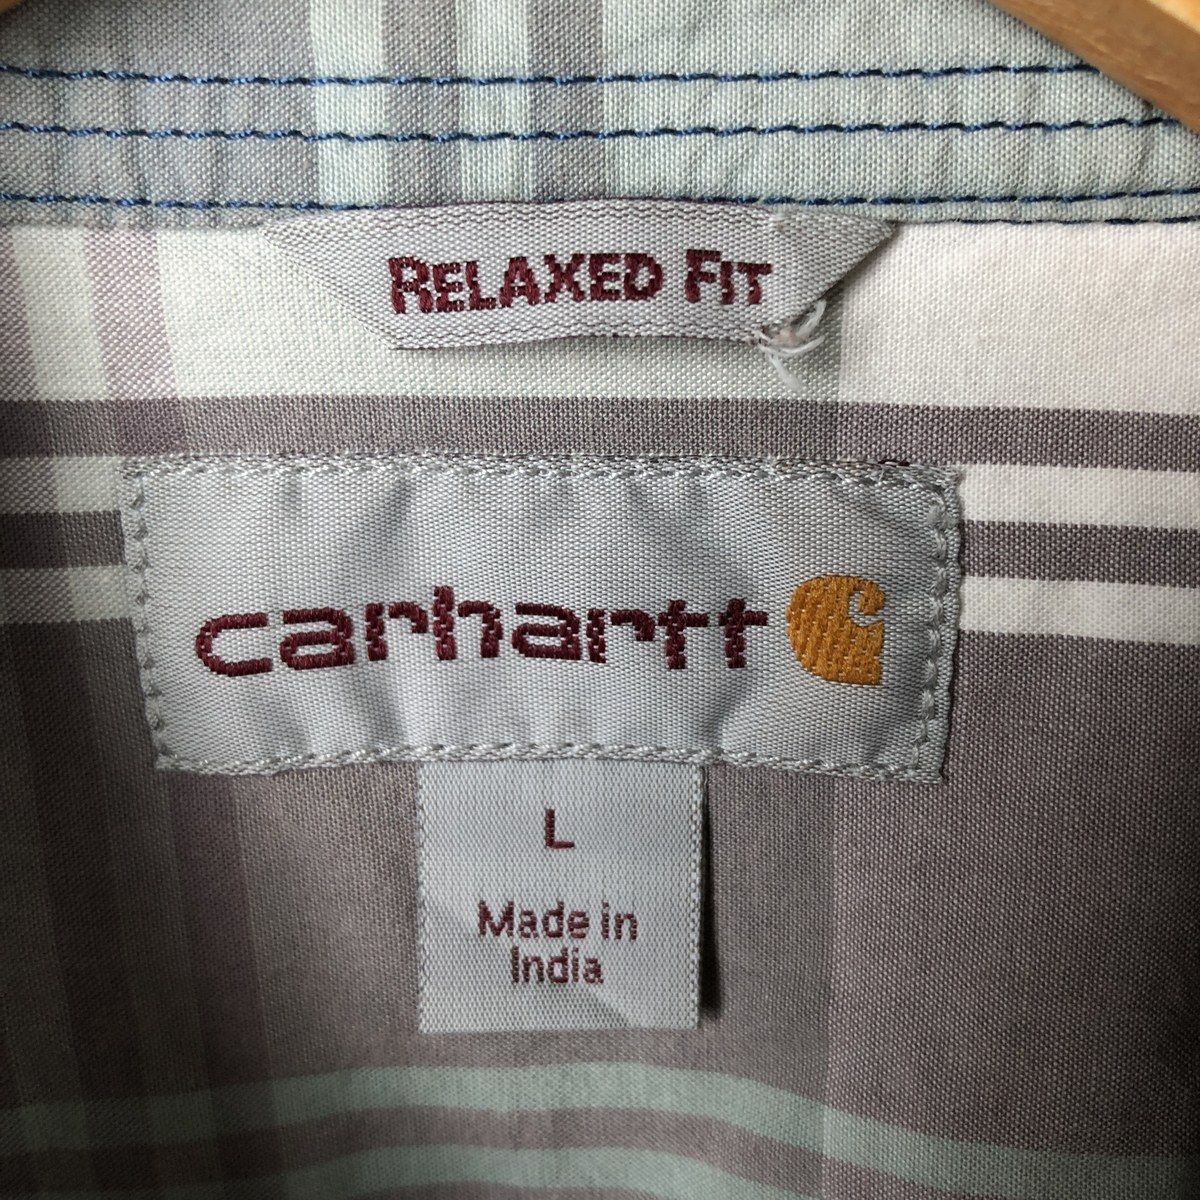 RELAXED FIT
carhartt
L
Made in
India